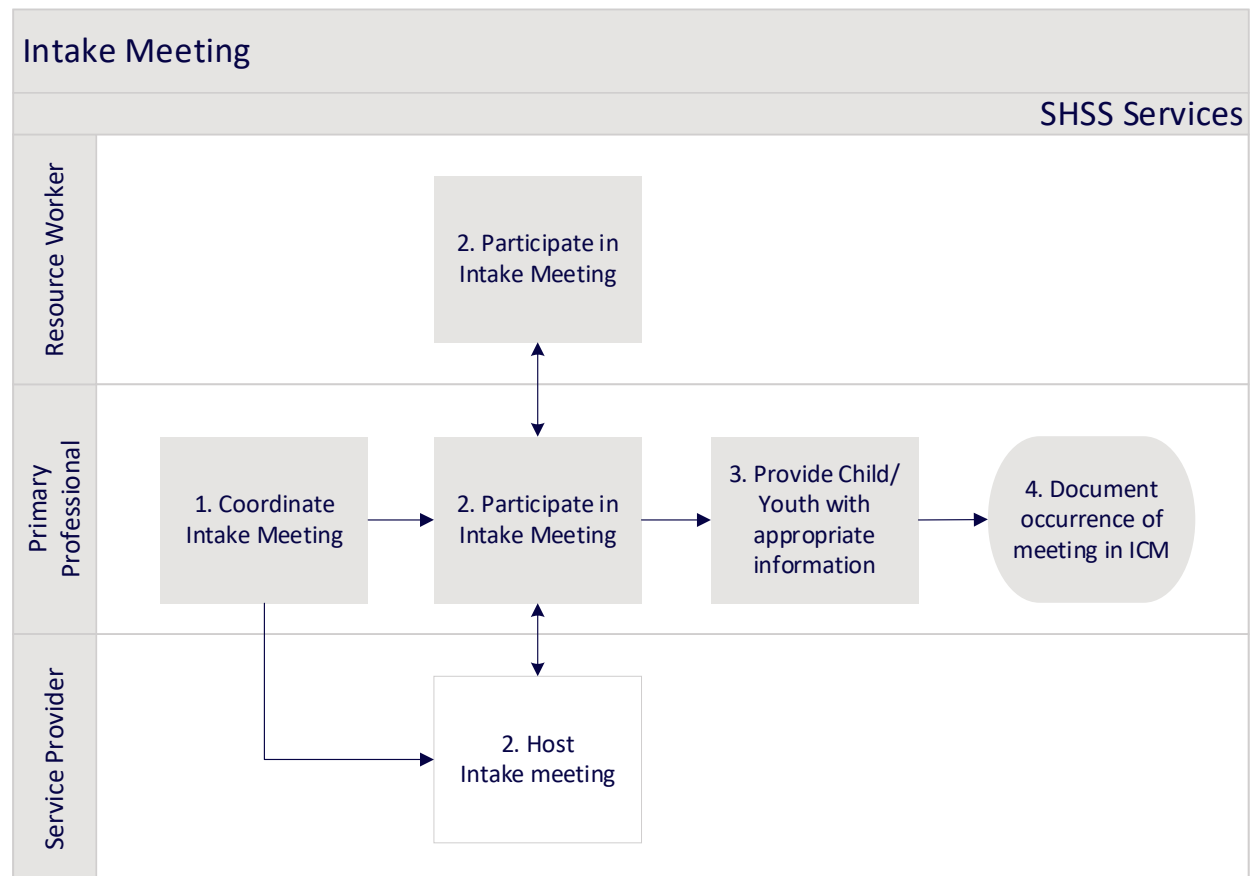 Intake Meeting
SHSS Services
Resource Worker
2. Participate in
Intake Meeting
Primary
Professional
1. Coordinate
Intake Meeting
2. Participate in
Intake Meeting
3. Provide Child/
Youth with
appropriate
information
4. Document
occurrence of
meeting in ICM
Service Provider
2. Host
Intake meeting